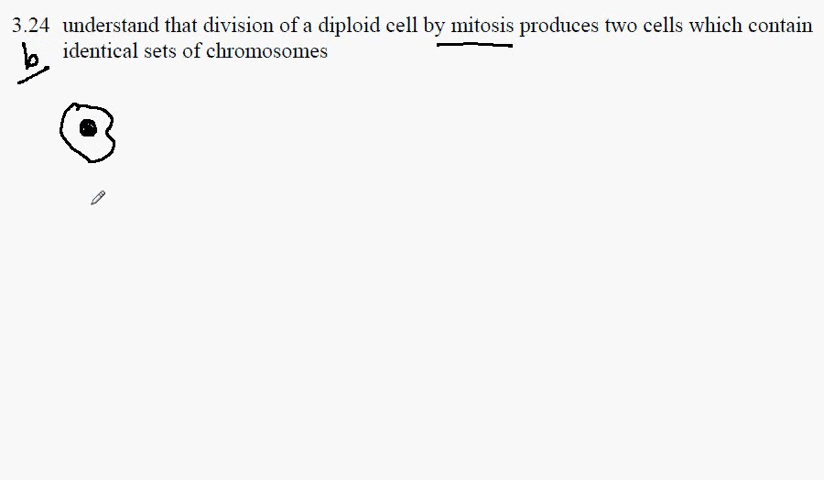 3.24 understand that division of a diploid cell by mitosis produces two cells which contain
b identical sets of chromosomes